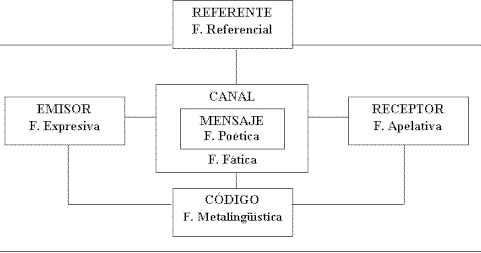 REFERENTE
F. Referencial
CANAL
EMISOR
F. Expresiva
MENSAJE
F. Poética
RECEPTOR
F. Apelativa
F. Fática
CÓDIGO
F. Metalingüística